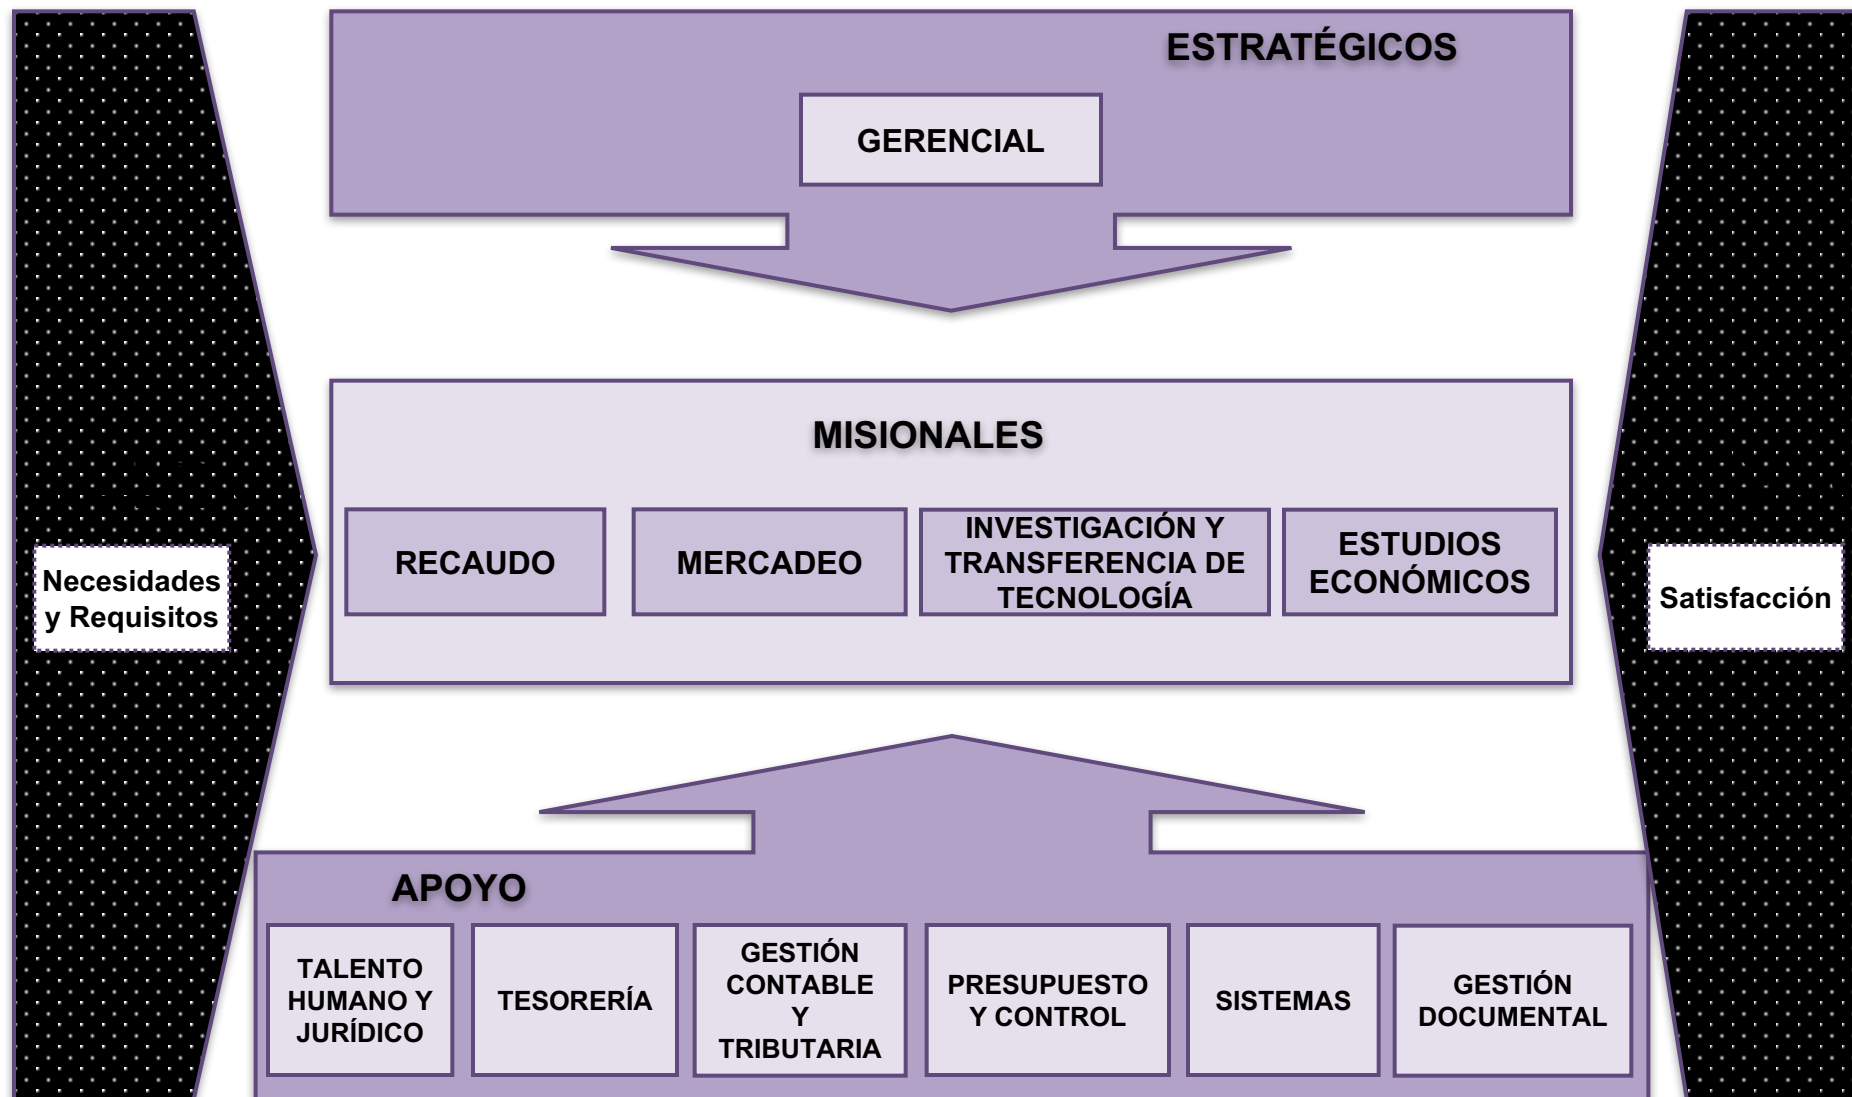 ESTRATÉGICOS
GERENCIAL
MISIONALES
RECAUDO
MERCADEO
INVESTIGACIÓN Y
TRANSFERENCIA DE
TECNOLOGÍA
ESTUDIOS
ECONÓMICOS
Necesidades
y Requisitos
Satisfacción
APOYO
TALENTO
HUMANO Y
JURÍDICO
TESORERÍA
GESTIÓN
CONTABLE
Y
TRIBUTARIA
PRESUPUESTO
Y CONTROL
SISTEMAS
GESTIÓN
DOCUMENTAL